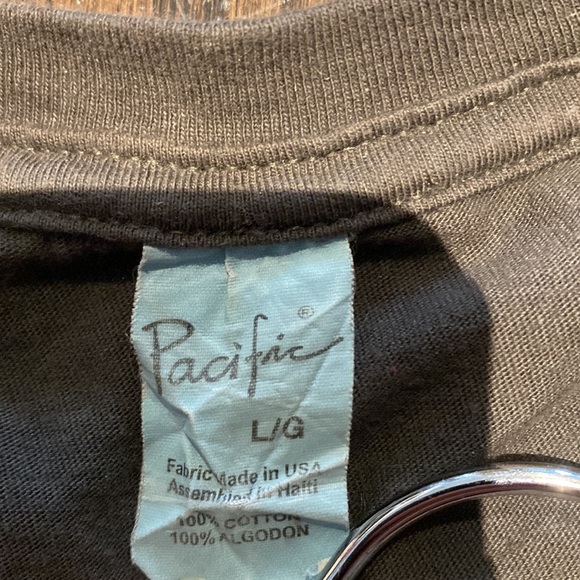 Pacific ®
L/G
Fabric Made in USA
Assembled in Haiti
100% COTTON
100% ALGODON